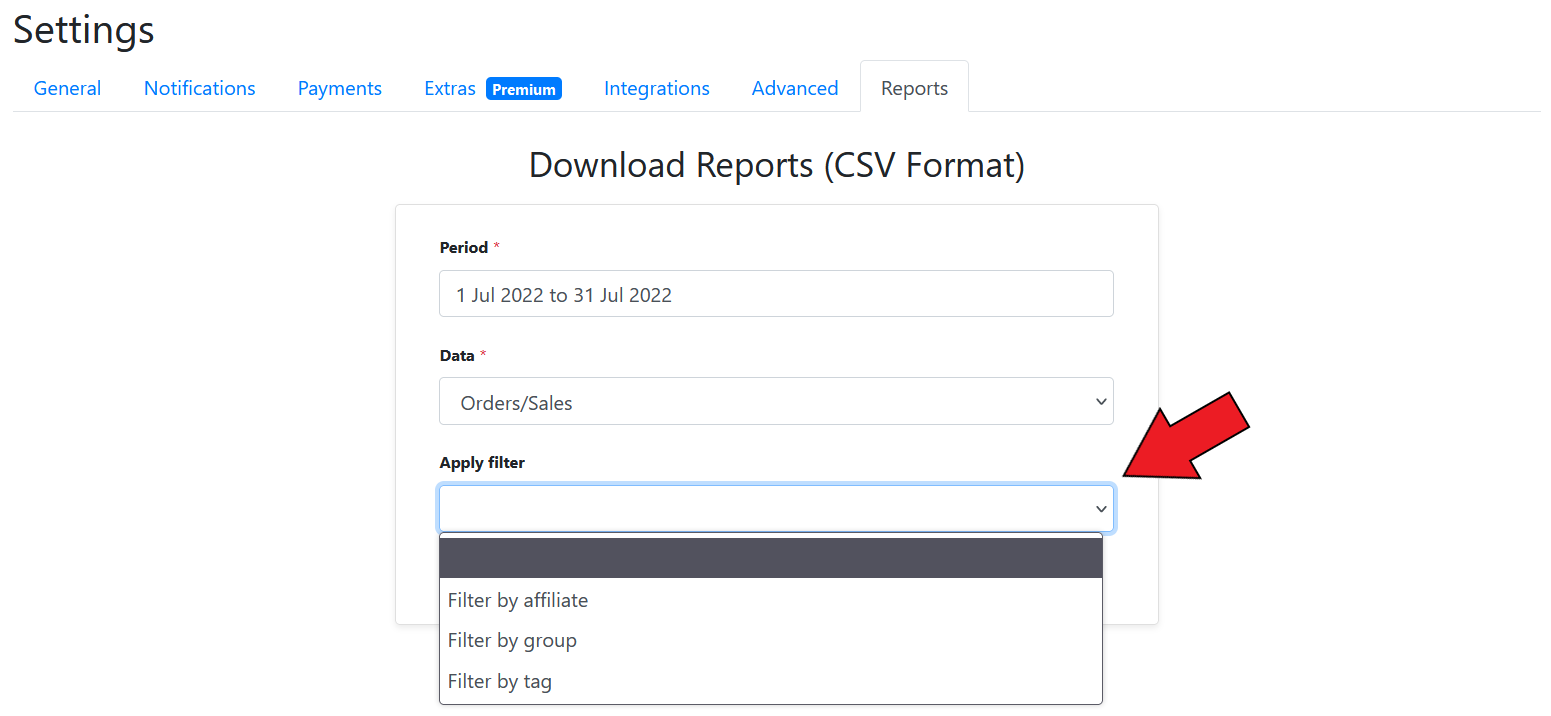 Settings
General Notifications Payments Extras Premium Integrations Advanced Reports
Download Reports (CSV Format)
Period *
1 Jul 2022 to 31 Jul 2022
Data *
Orders/Sales
Apply filter
Filter by affiliate
Filter by group
Filter by tag